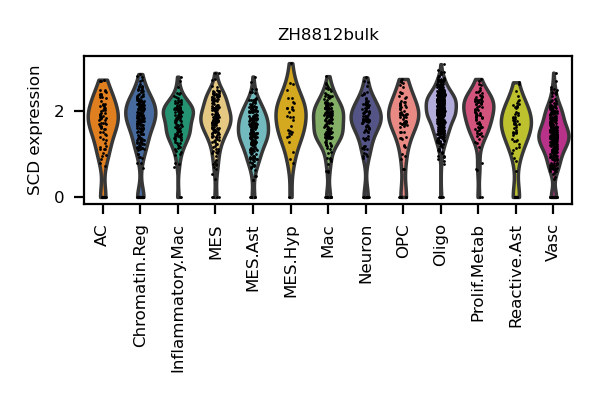 ZH8812bulk
SCD expression
2
0
AC
Chromatin.Reg
Inflammatory.Mac
MES
MES.Ast
MES.Hyp
Mac
Neuron
OPC
Oligo
Prolif.Metab
Reactive.Ast
Vasc